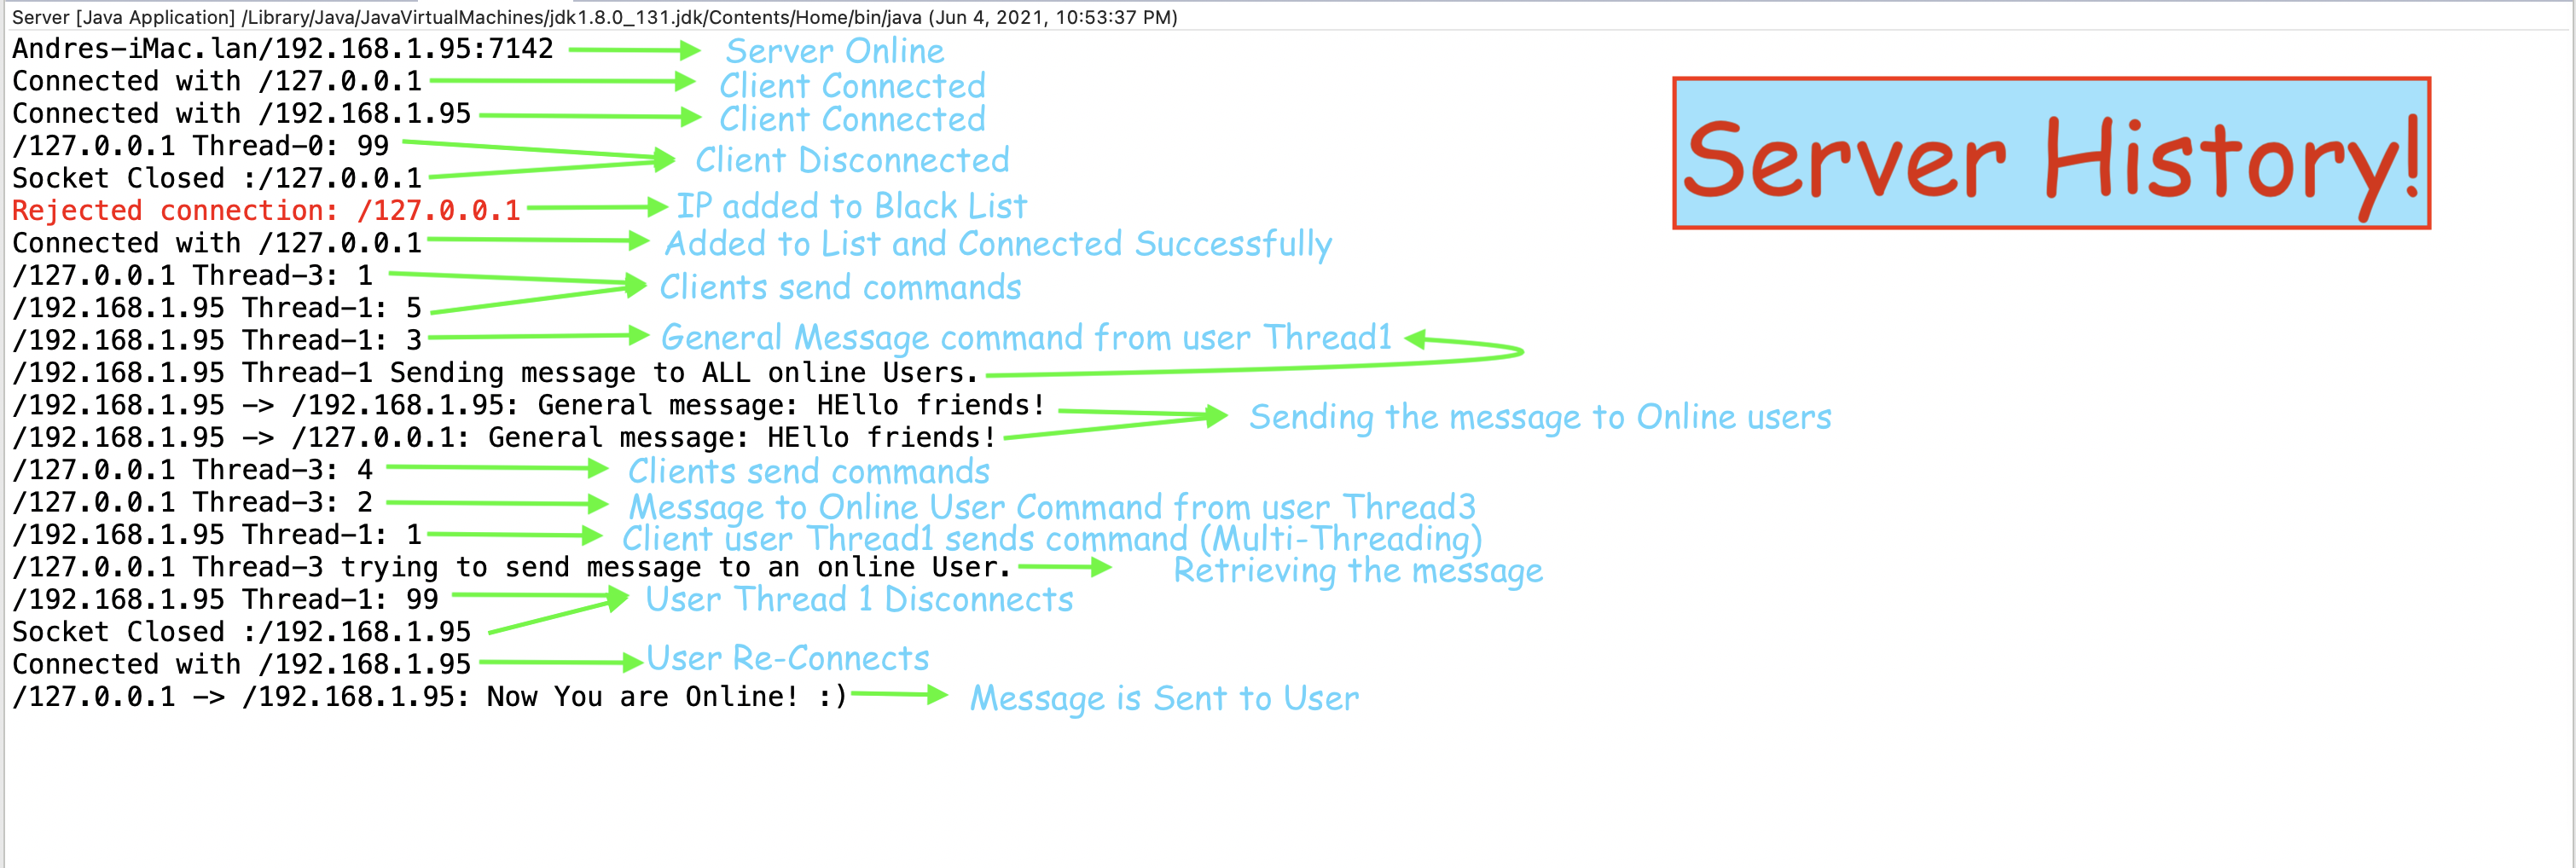 Server [Java Application] /Library/Java/JavaVirtualMachines/jdk1.8.0_131.jdk/Contents/Home/bin/java (Jun 4, 2021, 10:53:37 PM)
Andres-iMac.lan/192.168.1.95:7142 Server Online
Connected with /127.0.0.1 Client Connected
Connected with /192.168.1.95 Client Connected
Server History!
/127.0.0.1 Thread-0: 99
Client Disconnected
Socket Closed :/127.0.0.1
Rejected connection: /127.0.0.1 IP added to Black List
Connected with /127.0.0.1 Added to List and Connected Successfully
/127.0.0.1 Thread-3: 1
Clients send commands
/192.168.1.95 Thread-1: 5
/192.168.1.95 Thread-1: 3 General Message command from user Thread1
/192.168.1.95 Thread-1 Sending message to ALL online Users.
/192.168.1.95 -> /192.168.1.95: General message: HEllo friends!
Sending the message to Online users
/192.168.1.95 -> /127.0.0.1: General message: HEllo friends!
/127.0.0.1 Thread-3: 4 Clients send commands
/127.0.0.1 Thread-3: 2 Message to Online User Command from user Thread3
/192.168.1.95 Thread-1: 1 Client user Thread1 sends command (Multi-Threading)
/127.0.0.1 Thread-3 trying to send message to an online User. Retrieving the message
/192.168.1.95 Thread-1: 99 User Thread 1 Disconnects
Socket Closed :/192.168.1.95
Connected with /192.168.1.95 User Re-Connects
/127.0.0.1 -> /192.168.1.95: Now You are Online! :) Message is Sent to User